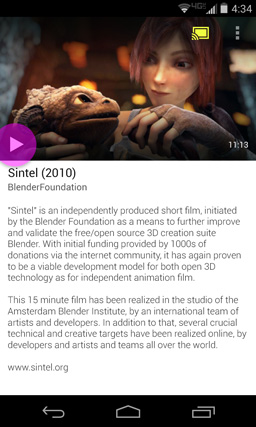 4G
4:34
11:13
Sintel (2010)
BlenderFoundation
"Sintel" is an independently produced short film, initiated
by the Blender Foundation as a means to further improve
and validate the free/open source 3D creation suite
Blender. With initial funding provided by 1000s of
donations via the internet community, it has again proven
to be a viable development model for both open 3D
technology as for independent animation film.
This 15 minute film has been realized in the studio of the
Amsterdam Blender Institute, by an international team of
artists and developers. In addition to that, several crucial
technical and creative targets have been realized online, by
developers and artists and teams all over the world.
www.sintel.org